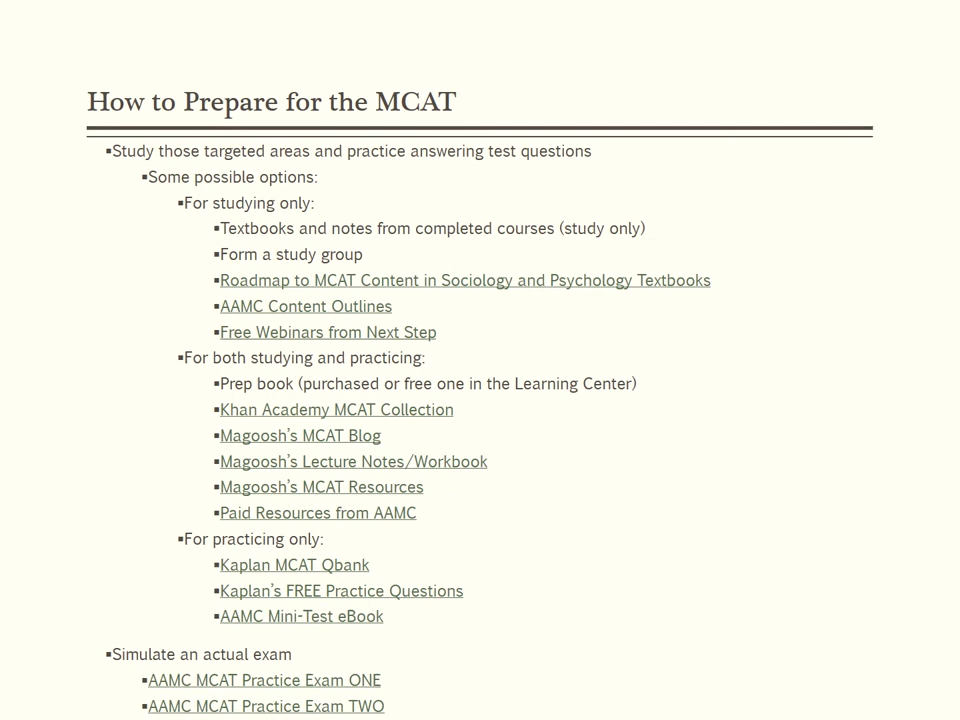 How to Prepare for the MCAT
▪Study those targeted areas and practice answering test questions
▪Some possible options:
▪For studying only:
▪Textbooks and notes from completed courses (study only)
▪Form a study group
▪Roadmap to MCAT Content in Sociology and Psychology Textbooks
▪AAMC Content Outlines
▪Free Webinars from Next Step
▪For both studying and practicing:
▪Prep book (purchased or free one in the Learning Center)
▪Khan Academy MCAT Collection
▪Magoosh’s MCAT Blog
▪Magoosh’s Lecture Notes/Workbook
▪Magoosh’s MCAT Resources
▪Paid Resources from AAMC
▪For practicing only:
▪Kaplan MCAT Qbank
▪Kaplan’s FREE Practice Questions
▪AAMC Mini-Test eBook
▪Simulate an actual exam
▪AAMC MCAT Practice Exam ONE
▪AAMC MCAT Practice Exam TWO